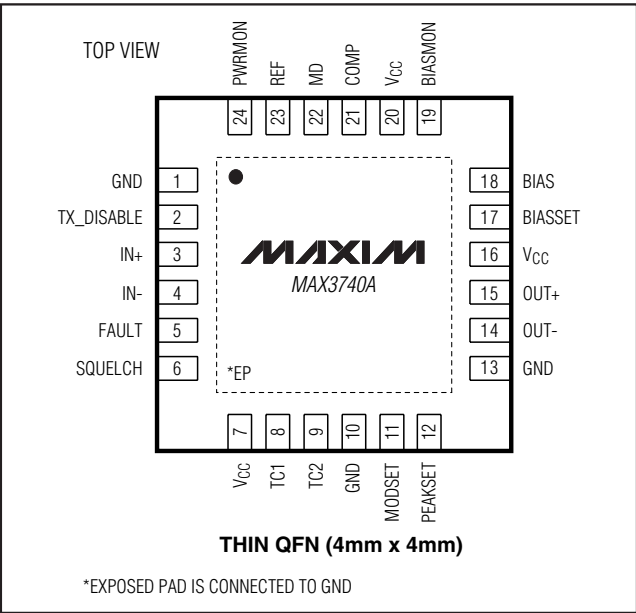 TOP VIEW
PWRMON
REF
MD
COMP
VCC
BIASMON
24
23
22
21
20
19
GND 1
TX_DISABLE 2
IN+ 3
IN- 4
FAULT 5
SQUELCH 6
18 BIAS
17 BIASSET
16 VCC
15 OUT+
14 OUT-
13 GND
MAXIM
MAX3740A
*EP
7
8
9
10
11
12
VCC
TC1
TC2
GND
MODSET
PEAKSET
THIN QFN (4mm x 4mm)
*EXPOSED PAD IS CONNECTED TO GND